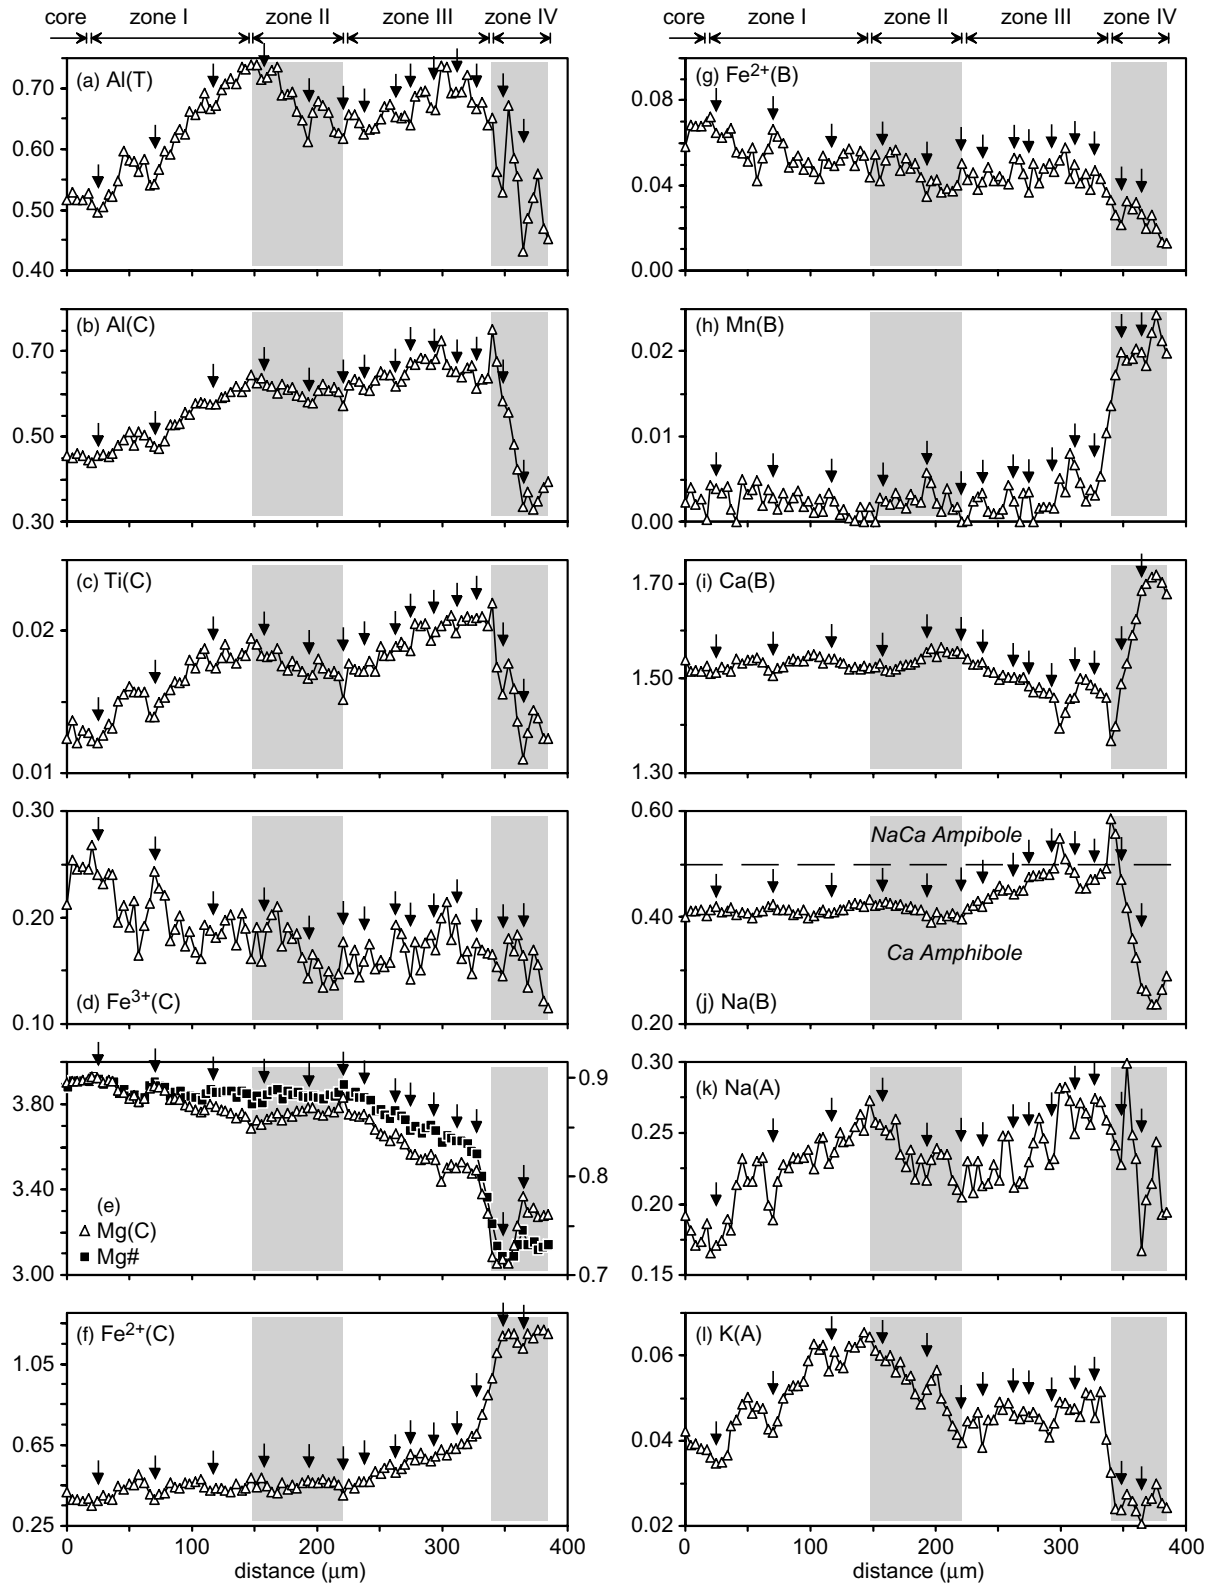 core zone I zone II zone III zone IV
(a) Al(T)
0.70
0.60
0.50
0.40
(b) Al(C)
0.70
0.50
0.30
(c) Ti(C)
0.02
0.01
0.30
0.20
(d) Fe3+(C)
0.10
3.80
3.40
(e)
Mg(C)
Mg#
3.00
0.9
0.8
0.7
(f) Fe2+(C)
1.05
0.65
0.25
0 100 200 300 400
distance (μm)
core zone I zone II zone III zone IV
(g) Fe2+(B)
0.08
0.04
0.00
(h) Mn(B)
0.02
0.01
0.00
(i) Ca(B)
1.70
1.50
1.30
0.60
NaCa Ampibole
0.40
Ca Amphibole
(j) Na(B)
0.20
0.30
(k) Na(A)
0.25
0.20
0.15
(l) K(A)
0.06
0.04
0.02
0 100 200 300 400
distance (μm)